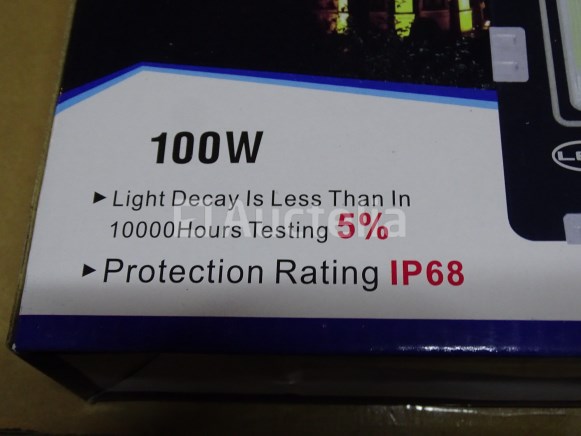 100W
▸Light Decay Is Less Than In
10000Hours Testing 5%
▸Protection Rating IP68